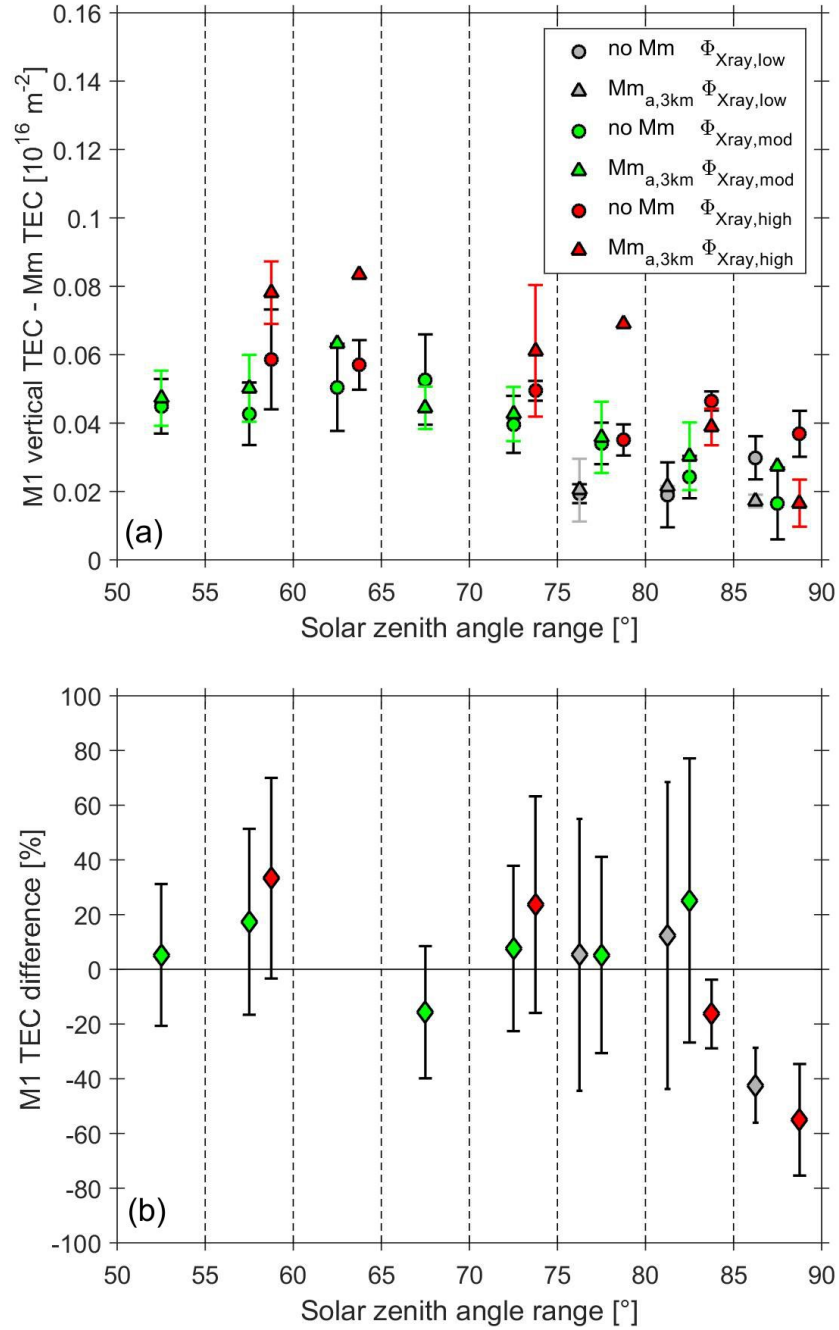 0.16
0.14
0.12
0.1
0.08
0.06
0.04
0.02
0
M1 vertical TEC - Mm TEC [10^16 m^-2]
no Mm Φ_Xray,low
Mm_a,3km Φ_Xray,low
no Mm Φ_Xray,mod
Mm_a,3km Φ_Xray,mod
no Mm Φ_Xray,high
Mm_a,3km Φ_Xray,high
(a)
50 55 60 65 70 75 80 85 90
Solar zenith angle range [°]
100
80
60
40
20
0
-20
-40
-60
-80
-100
M1 TEC difference [%]
(b)
50 55 60 65 70 75 80 85 90
Solar zenith angle range [°]